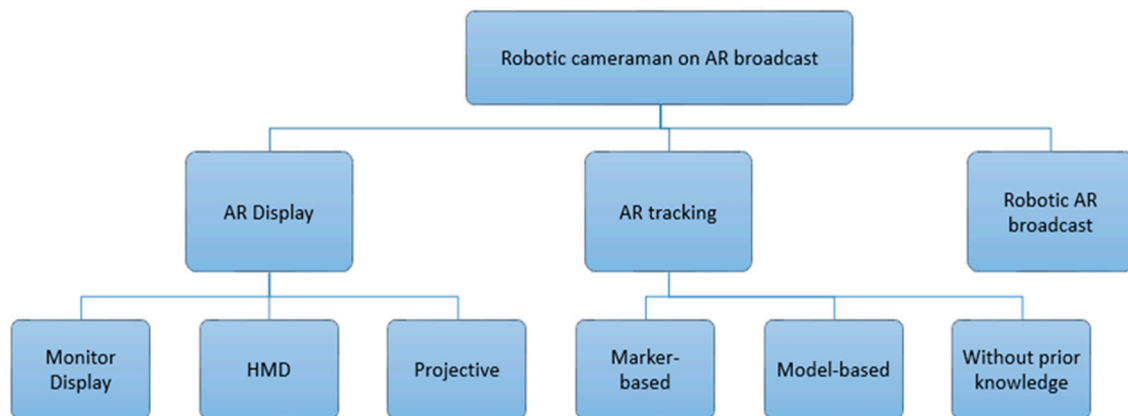 Robotic cameraman on AR broadcast
AR Display
AR tracking
Robotic AR
broadcast
Monitor
Display
HMD
Projective
Marker-
based
Model-based
Without prior
knowledge